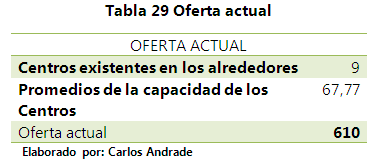 Tabla 29 Oferta actual
OFERTA ACTUAL
Centros existentes en los alrededores 9
Promedios de la capacidad de los 67,77
Centros
Oferta actual 610
Elaborado por: Carlos Andrade